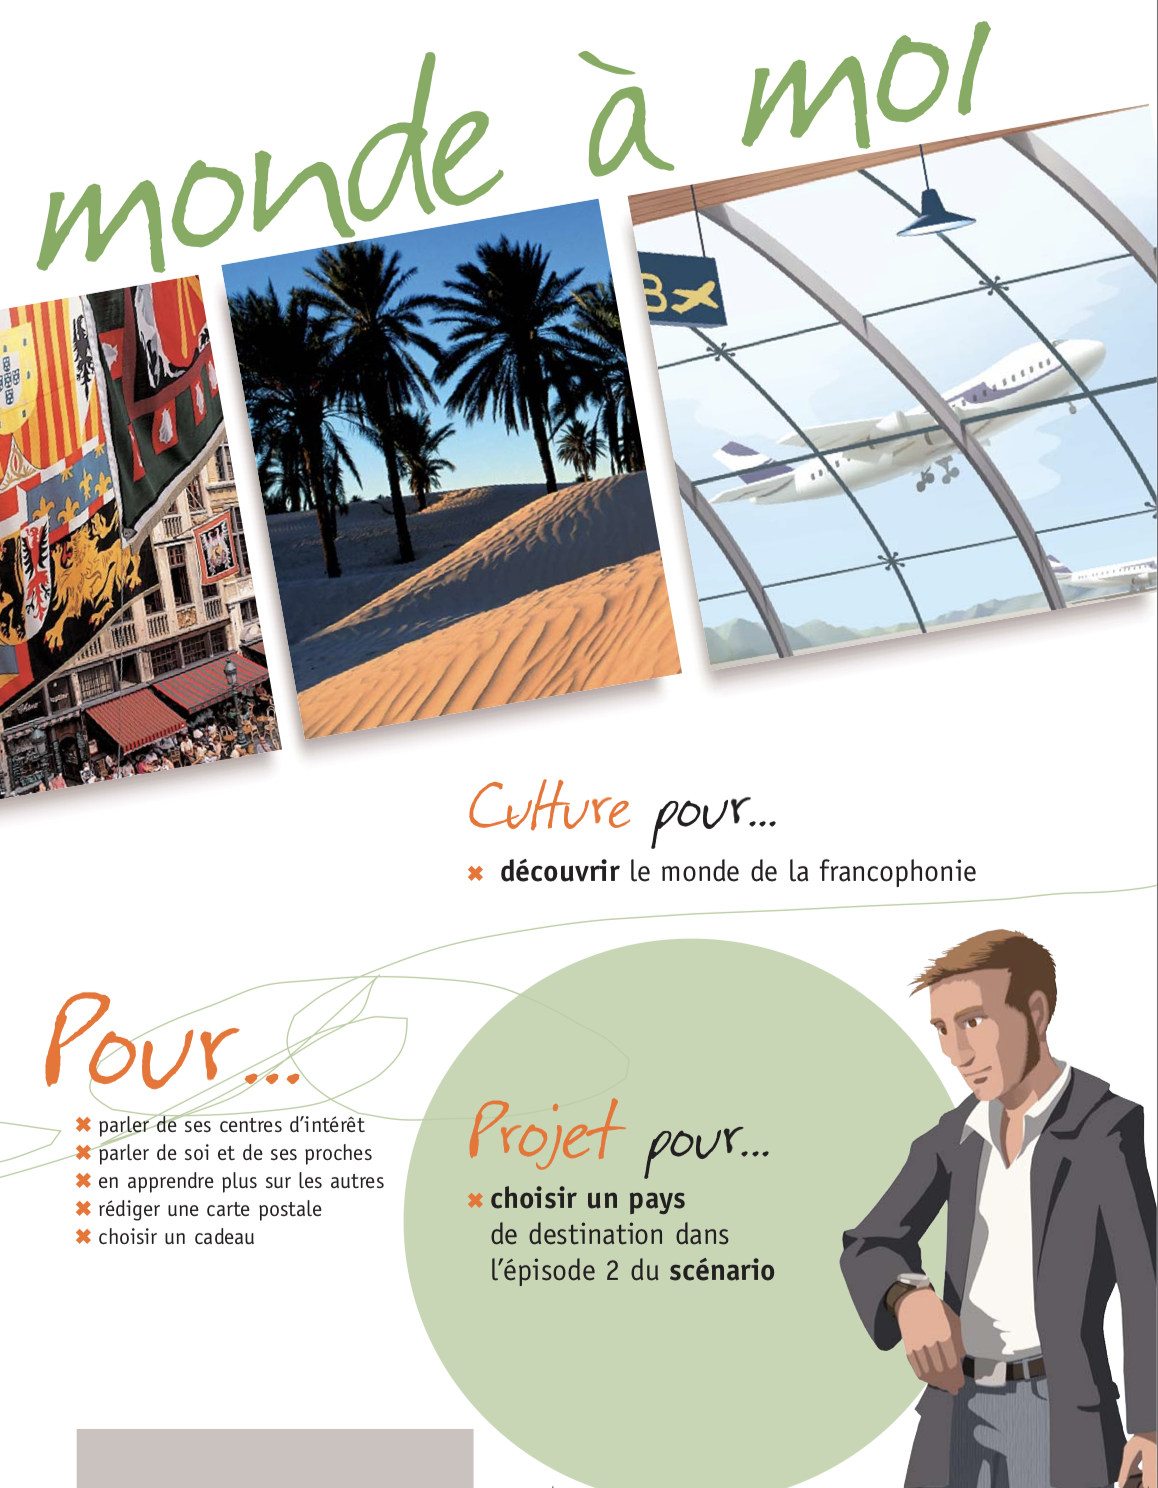 monde à moi
B
Culture pour...
découvrir le monde de la francophonie
Pour...
parler de ses centres d'intérêt
parler de soi et de ses proches
en apprendre plus sur les autres
rédiger une carte postale
choisir un cadeau
Projet pour...
choisir un pays
de destination dans
l'épisode 2 du scénario